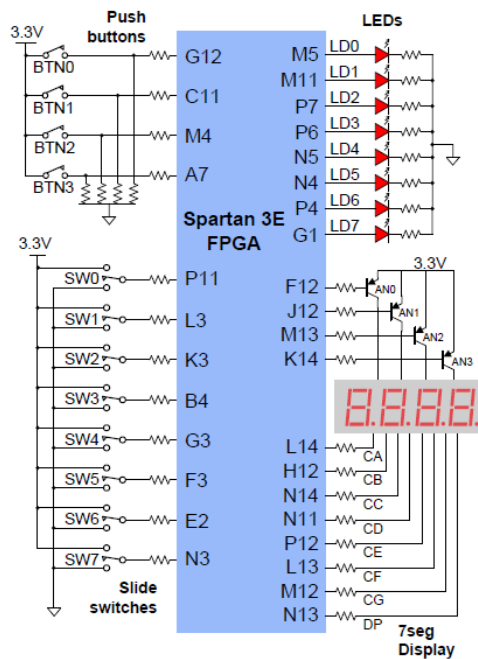 Push
buttons
3.3V
BTN0
BTN1
BTN2
BTN3
G12
C11
M4
A7
LEDs
M5 LD0
M11 LD1
P7 LD2
P6 LD3
N5 LD4
N4 LD5
P4 LD6
G1 LD7
Spartan 3E
FPGA
3.3V
SW0 P11
SW1 L3
SW2 K3
SW3 B4
SW4 G3
SW5 F3
SW6 E2
SW7 N3
Slide
switches
3.3V
F12 AN0
J12 AN1
M13 AN2
K14 AN3
8.8.8.8.
L14 CA
H12 CB
N14 CC
N11 CD
P12 CE
L13 CF
M12 CG
N13 DP
7seg
Display